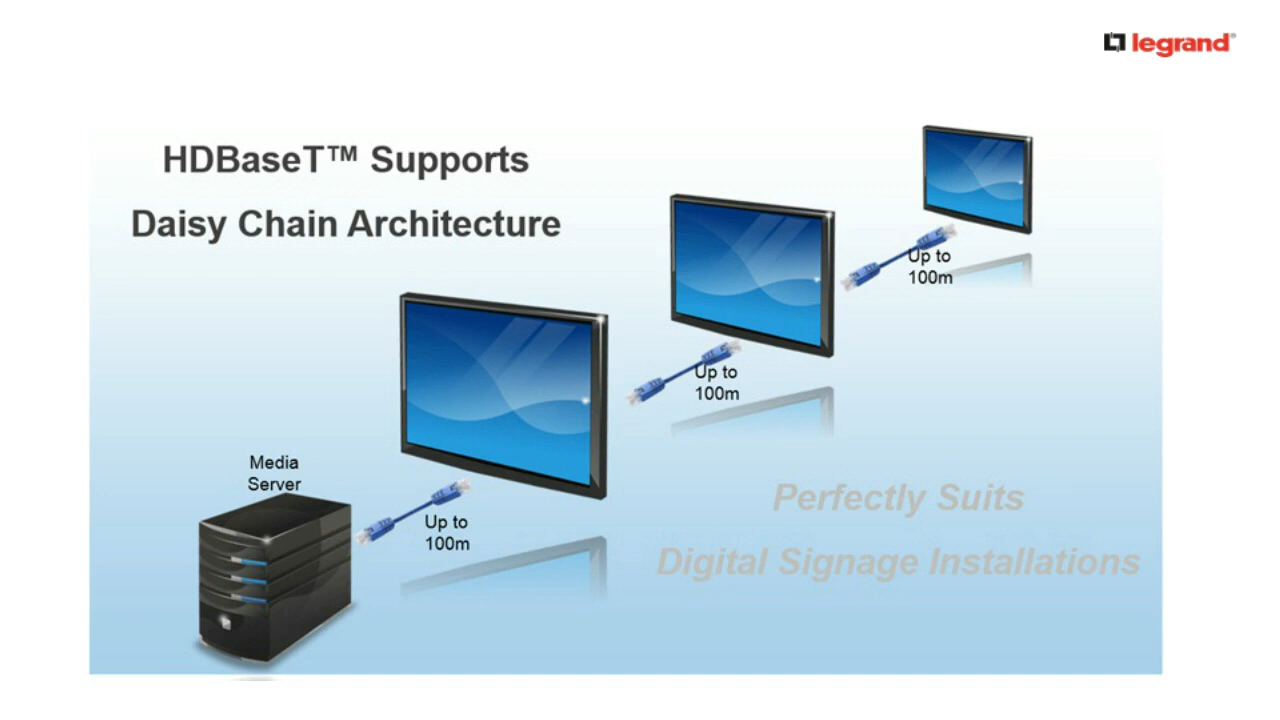 legrand®
HDBaseT™ Supports
Daisy Chain Architecture
Up to
100m
Up to
100m
Media
Server
Up to
100m
Perfectly Suits
Digital Signage Installations